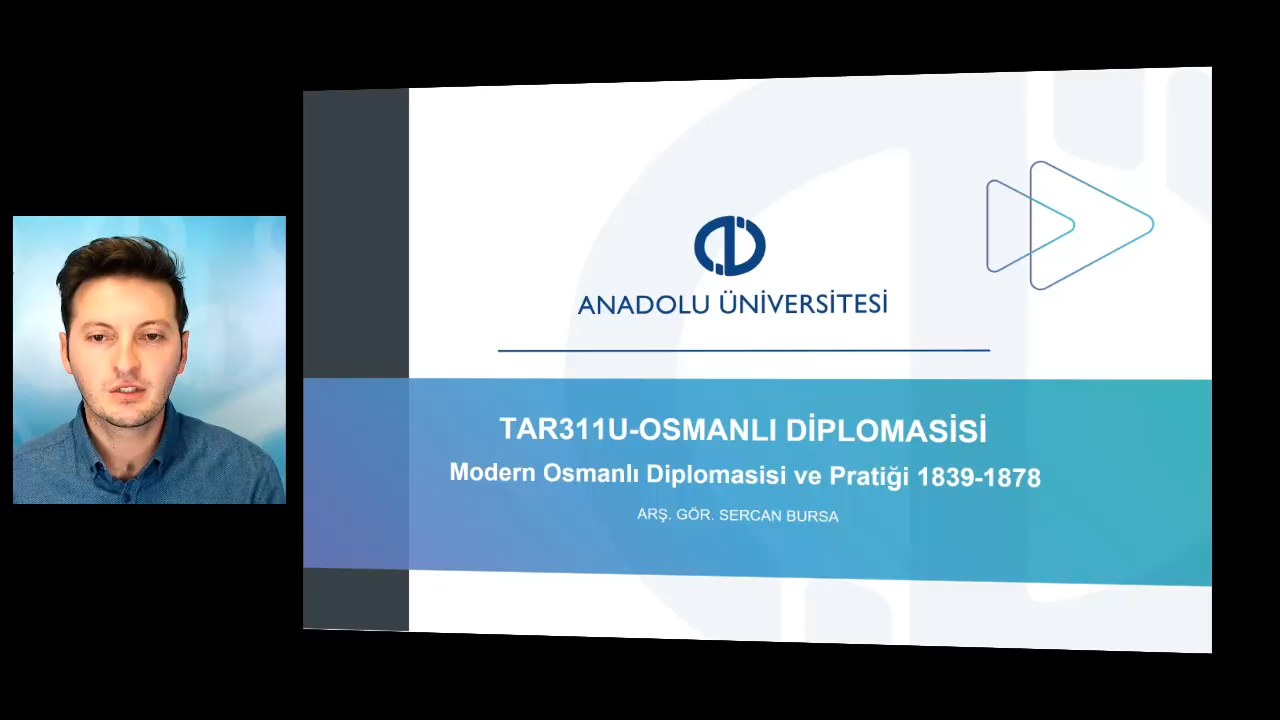 ANADOLU ÜNİVERSİTESİ
TAR311U-OSMANLI DİPLOMASİSİ
Modern Osmanlı Diplomasisi ve Pratiği 1839-1878
ARŞ. GÖR. SERCAN BURSA